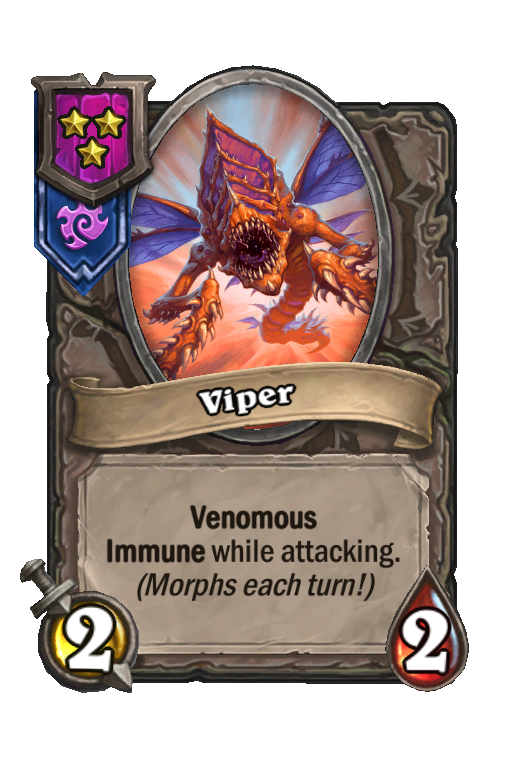 Viper
Venomous
Immune while attacking.
(Morphs each turn!)
2
2